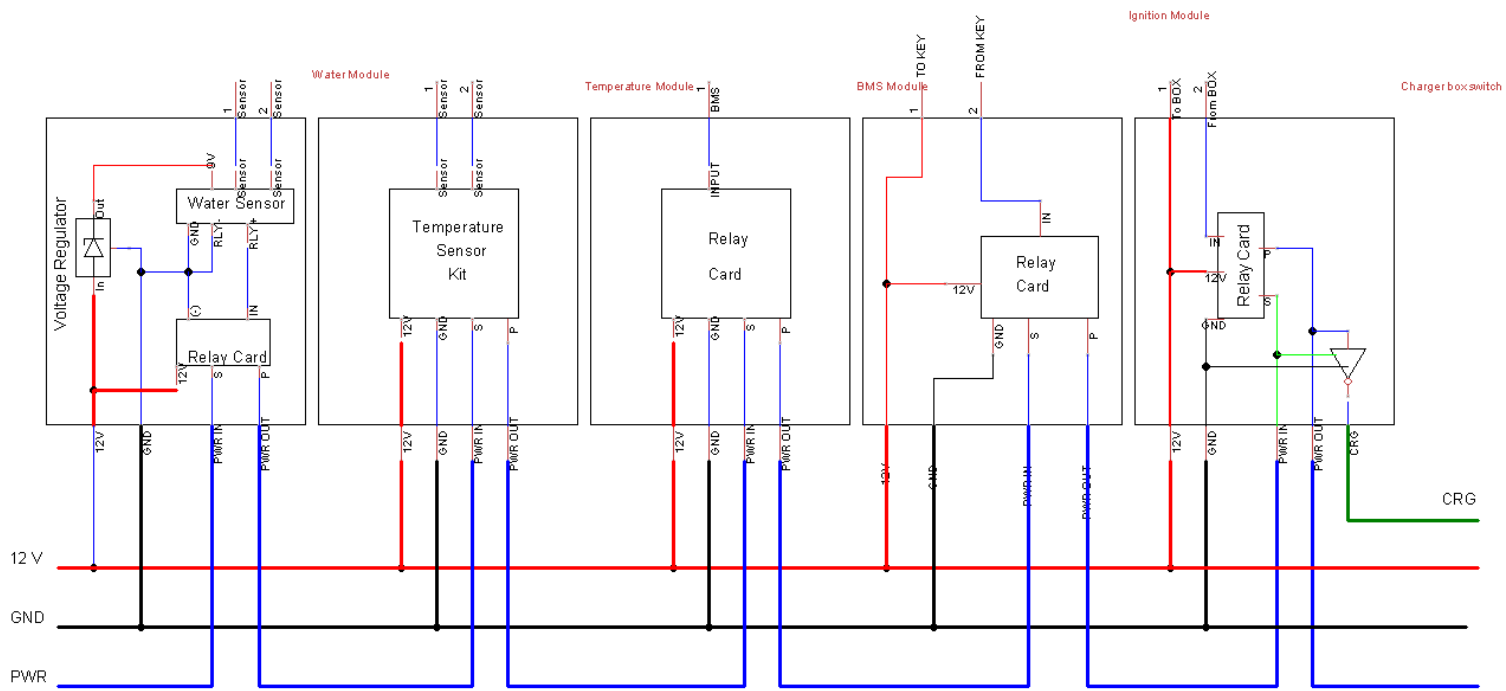 Ignition Module
Water Module
Temperature Module
BMS Module
Charger boxswitch
1
Sensor
2
Sensor
1
Sensor
2
Sensor
1
BMS
TO KEY
1
FROM KEY
2
1
To BOX
2
From BOX
9V
Sensor
Sensor
Water Sensor
GND
RLY-
RLY+
Out
In
Voltage Regulator
(-)
IN
Relay Card
12V
S
P
12V
GND
PWR IN
PWR OUT
Sensor
Sensor
Temperature
Sensor
Kit
12V
GND
S
P
12V
GND
PWR IN
PWR OUT
INPUT
Relay
Card
12V
GND
S
P
12V
GND
PWR IN
PWR OUT
IN
Relay
Card
12V
GND
S
P
12V
GND
PWR IN
PWR OUT
IN
12V
GND
Relay Card
P
S
12V
GND
PWR IN
PWR OUT
CRG
CRG
12 V
GND
PWR